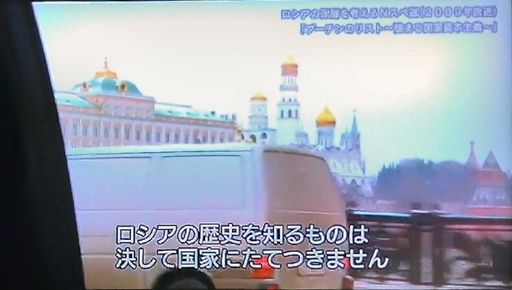 ロシアの深層を考えるNスペ選(2009年放送)
「プーチンのリスト～強まる国家資本主義～」
ロシアの歴史を知るものは
決して国家にたてつきません